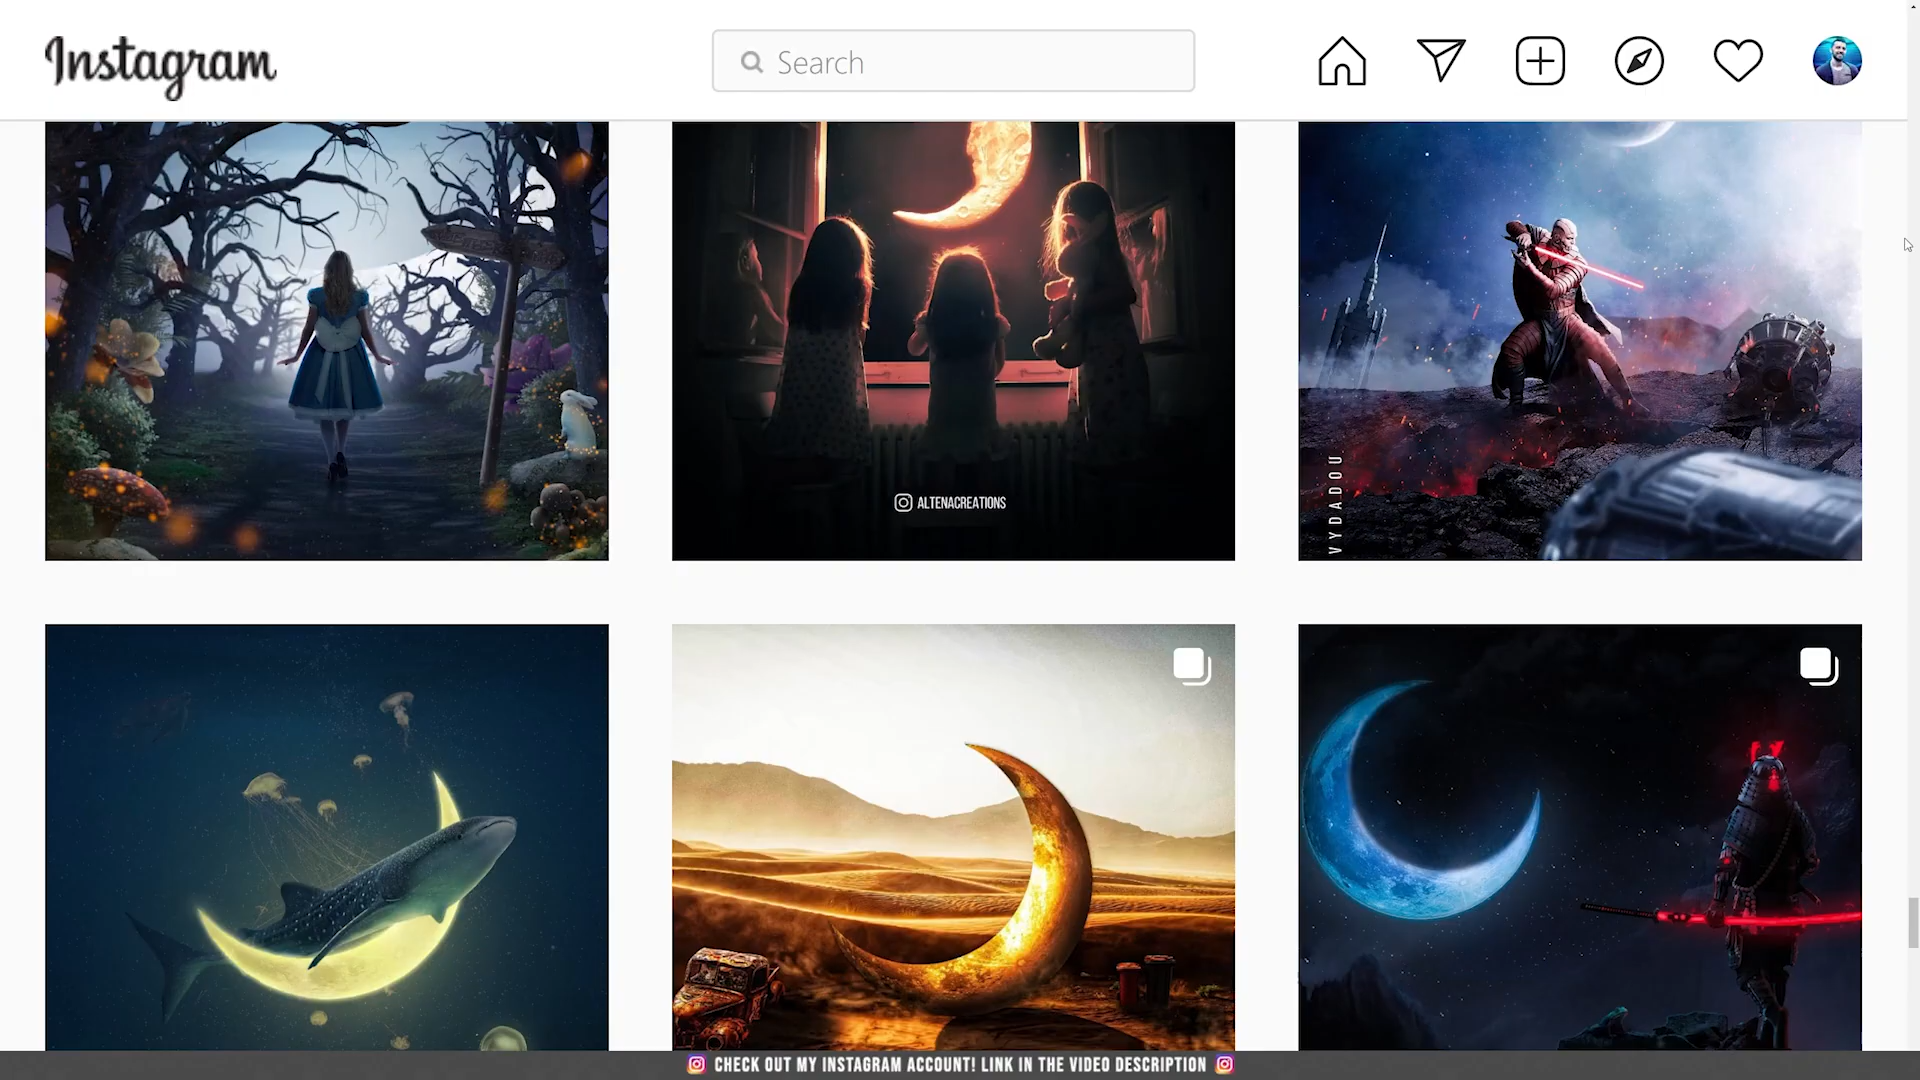 Instagram
Search
ALTENACREATIONS
VYDADOU
CHECK OUT MY INSTAGRAM ACCOUNT! LINK IN THE VIDEO DESCRIPTION